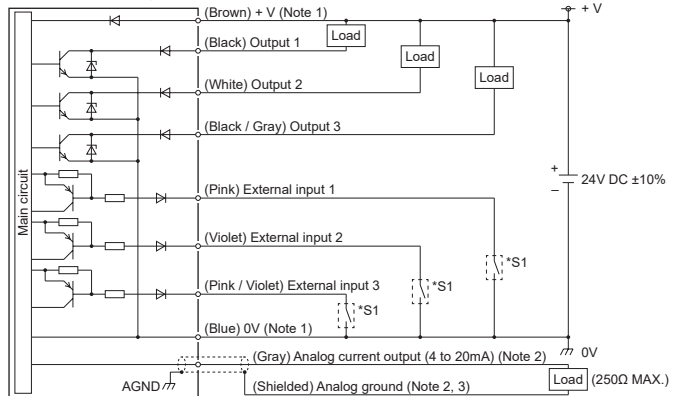 (Brown) + V (Note 1)
+ V
Load
(Black) Output 1
Load
Load
(White) Output 2
(Black / Gray) Output 3
Main circuit
+
24V DC ±10%
–
(Pink) External input 1
(Violet) External input 2
*S1
*S1
(Pink / Violet) External input 3
*S1
(Blue) 0V (Note 1)
0V
(Gray) Analog current output (4 to 20mA) (Note 2)
Load
(250Ω MAX.)
AGND
(Shielded) Analog ground (Note 2, 3)